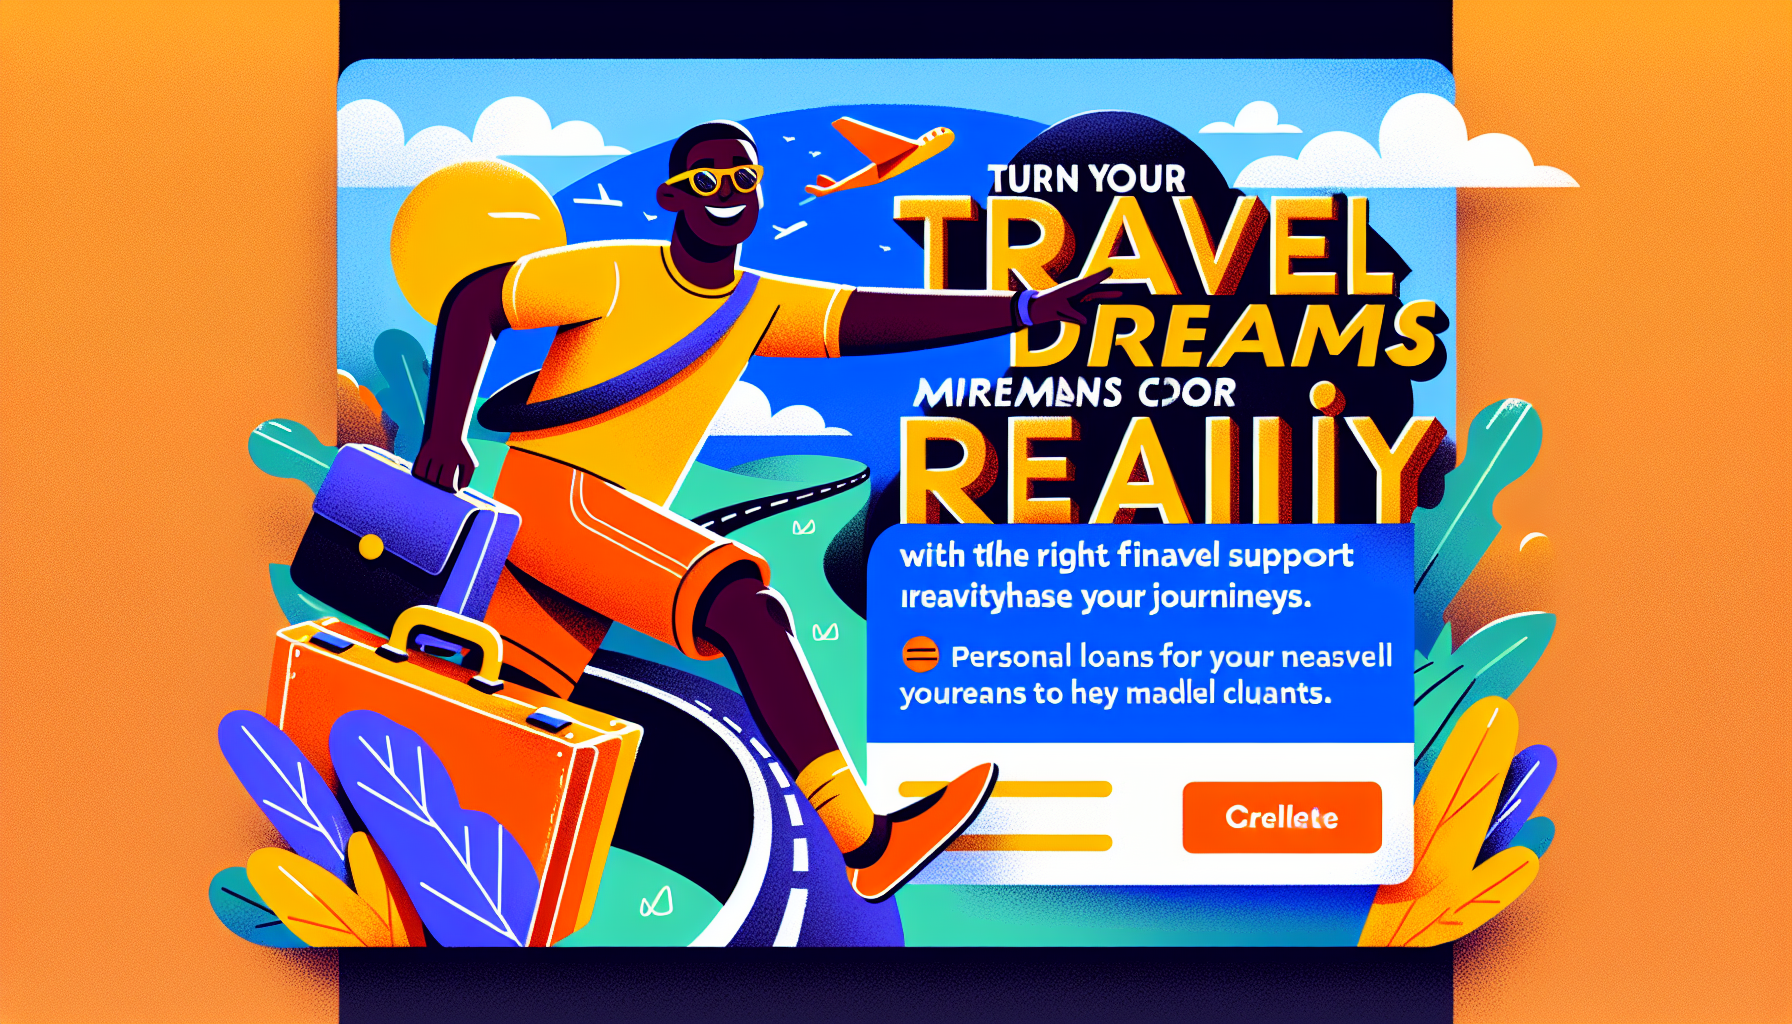 TURN YOUR
TRAVEL
DREAMS
MIREMANS COOR
REAIIIY
with tlhe right finavel support
ıreavityhase your journineys.
Personal loans for your neasvell
youreans to hey madlel cluants.
Crellete